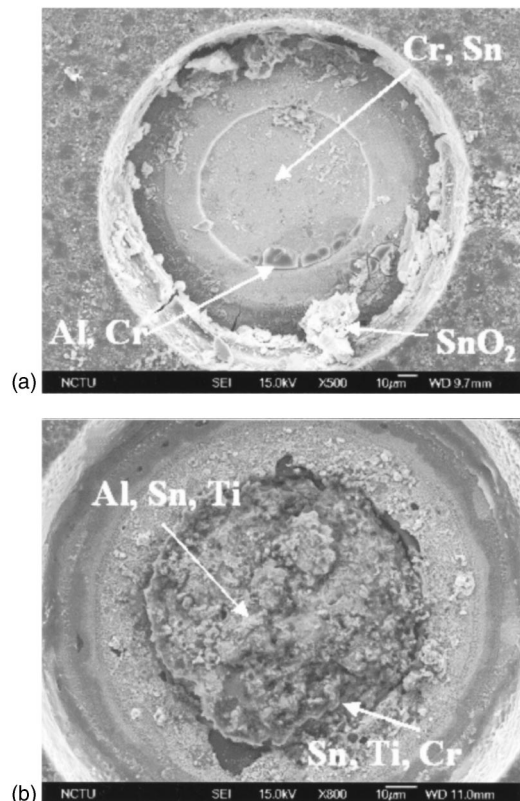 Cr, Sn
Al, Cr
SnO₂
(a)
NCTU SEI 15.0kV X500 10μm WD 9.7mm
Al, Sn, Ti
Sn, Ti, Cr
(b)
NCTU SEI 15.0kV X800 10μm WD 11.0mm